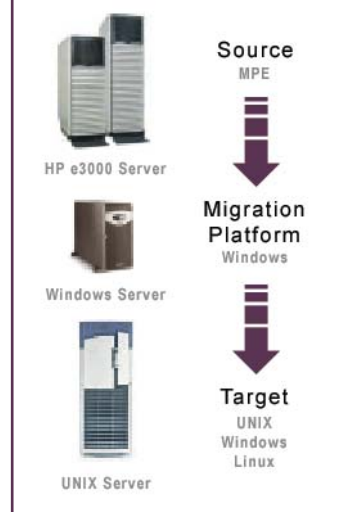 Source
MPE
HP e3000 Server
Migration
Platform
Windows
Windows Server
Target
UNIX
Windows
Linux
UNIX Server